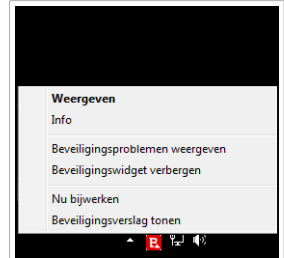 Weergeven
Info
Beveiligingsproblemen weergeven
Beveiligingswidget verbergen
Nu bijwerken
Beveiligingsverslag tonen
B